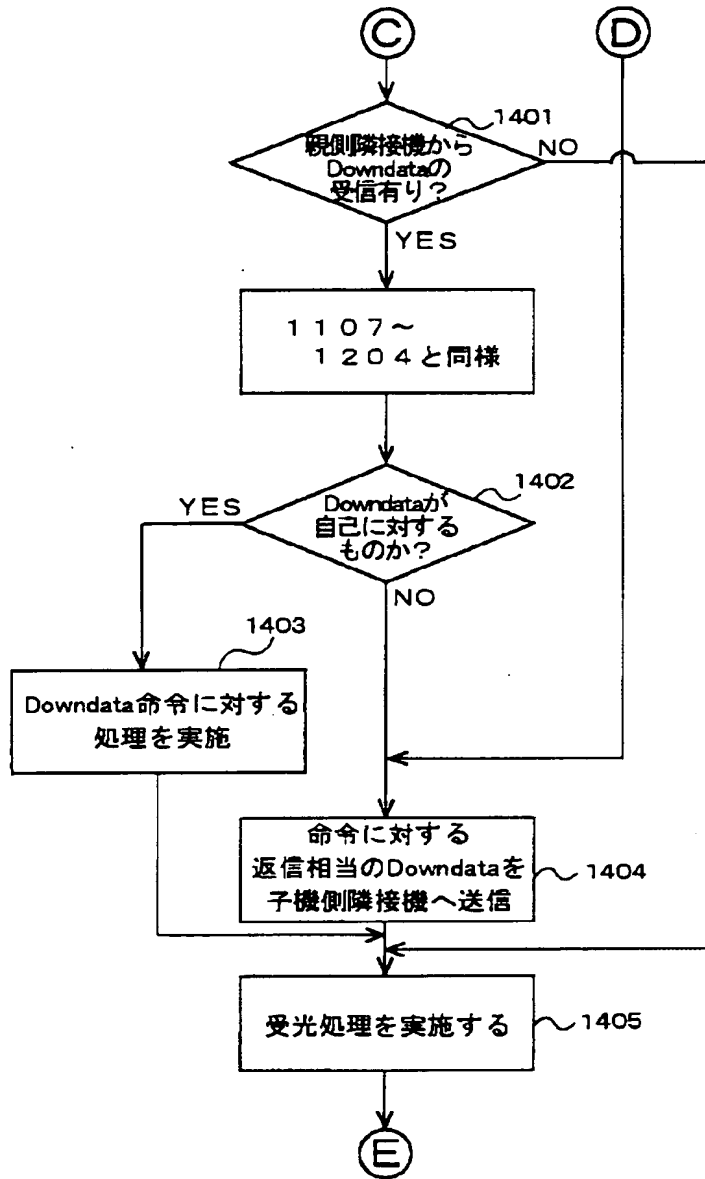 C
D
1401
親側隣接機から
Downdataの
受信有り？
NO
YES
１１０７～
１２０４と同様
1402
YES
Downdataが
自己に対する
ものか？
NO
1403
Downdata命令に対する
処理を実施
命令に対する
返信相当のDowndataを
子機側隣接機へ送信
1404
受光処理を実施する
1405
E